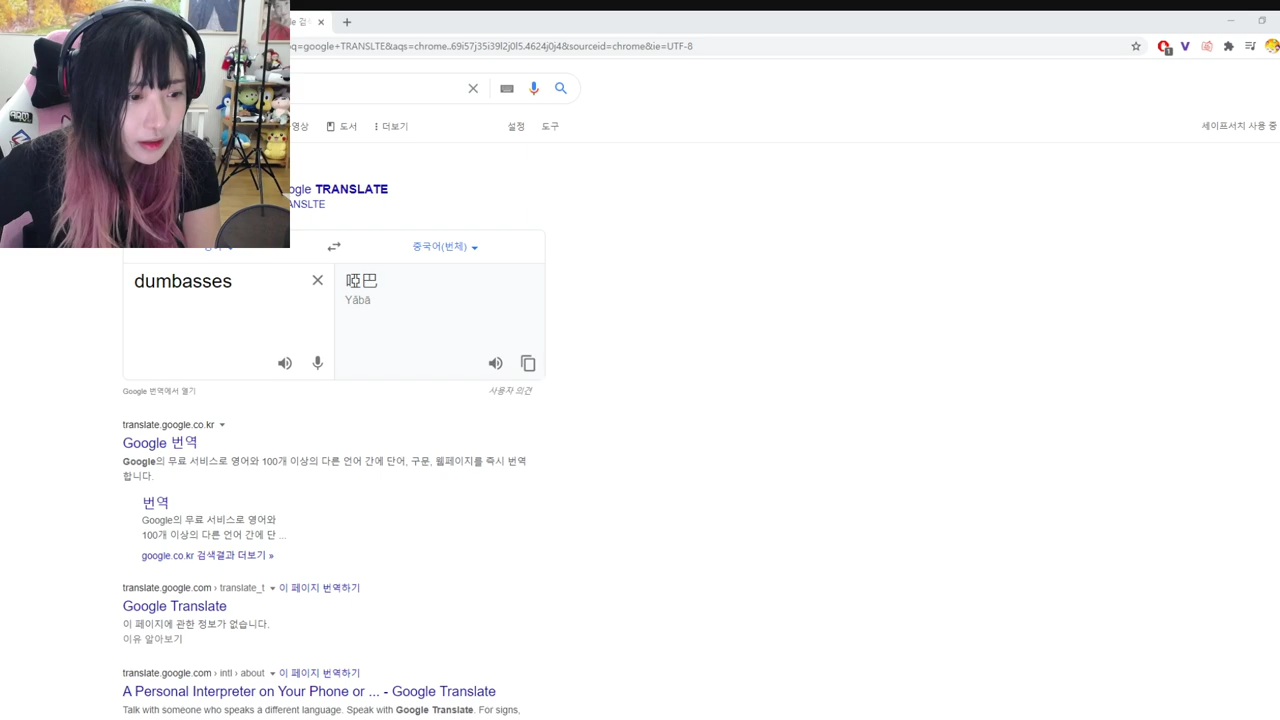 q=google+TRANSLTE&aqs=chrome..69i57j35i39l2j0l5.4624j0j4&sourceid=chrome&ie=UTF-8
영상 도서 더보기 설정 도구 세이프서치 사용 중
ogle TRANSLATE
ANSLTE
중국어(번체)
dumbasses
啞巴
Yǎbā
Google 번역에서 열기 사용자 의견
translate.google.co.kr
Google 번역
Google의 무료 서비스로 영어와 100개 이상의 다른 언어 간에 단어, 구문, 웹페이지를 즉시 번역
합니다.
번역
Google의 무료 서비스로 영어와
100개 이상의 다른 언어 간에 단 ...
google.co.kr 검색결과 더보기 »
translate.google.com › translate_t 이 페이지 번역하기
Google Translate
이 페이지에 관한 정보가 없습니다.
이유 알아보기
translate.google.com › intl › about 이 페이지 번역하기
A Personal Interpreter on Your Phone or ... - Google Translate
Talk with someone who speaks a different language. Speak with Google Translate. For signs,